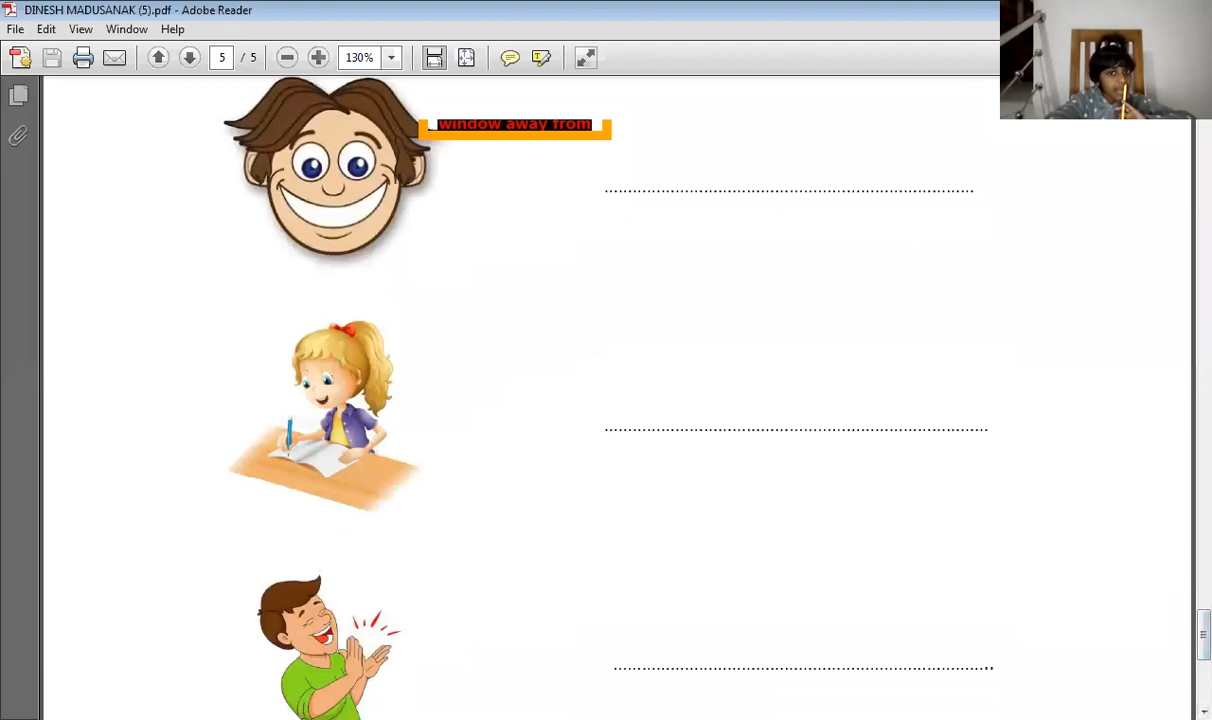 DINESH MADUSANAK (5).pdf - Adobe Reader
File Edit View Window Help
5 / 5 130%
window away from
........................................................................
...........................................................................
.........................................................................